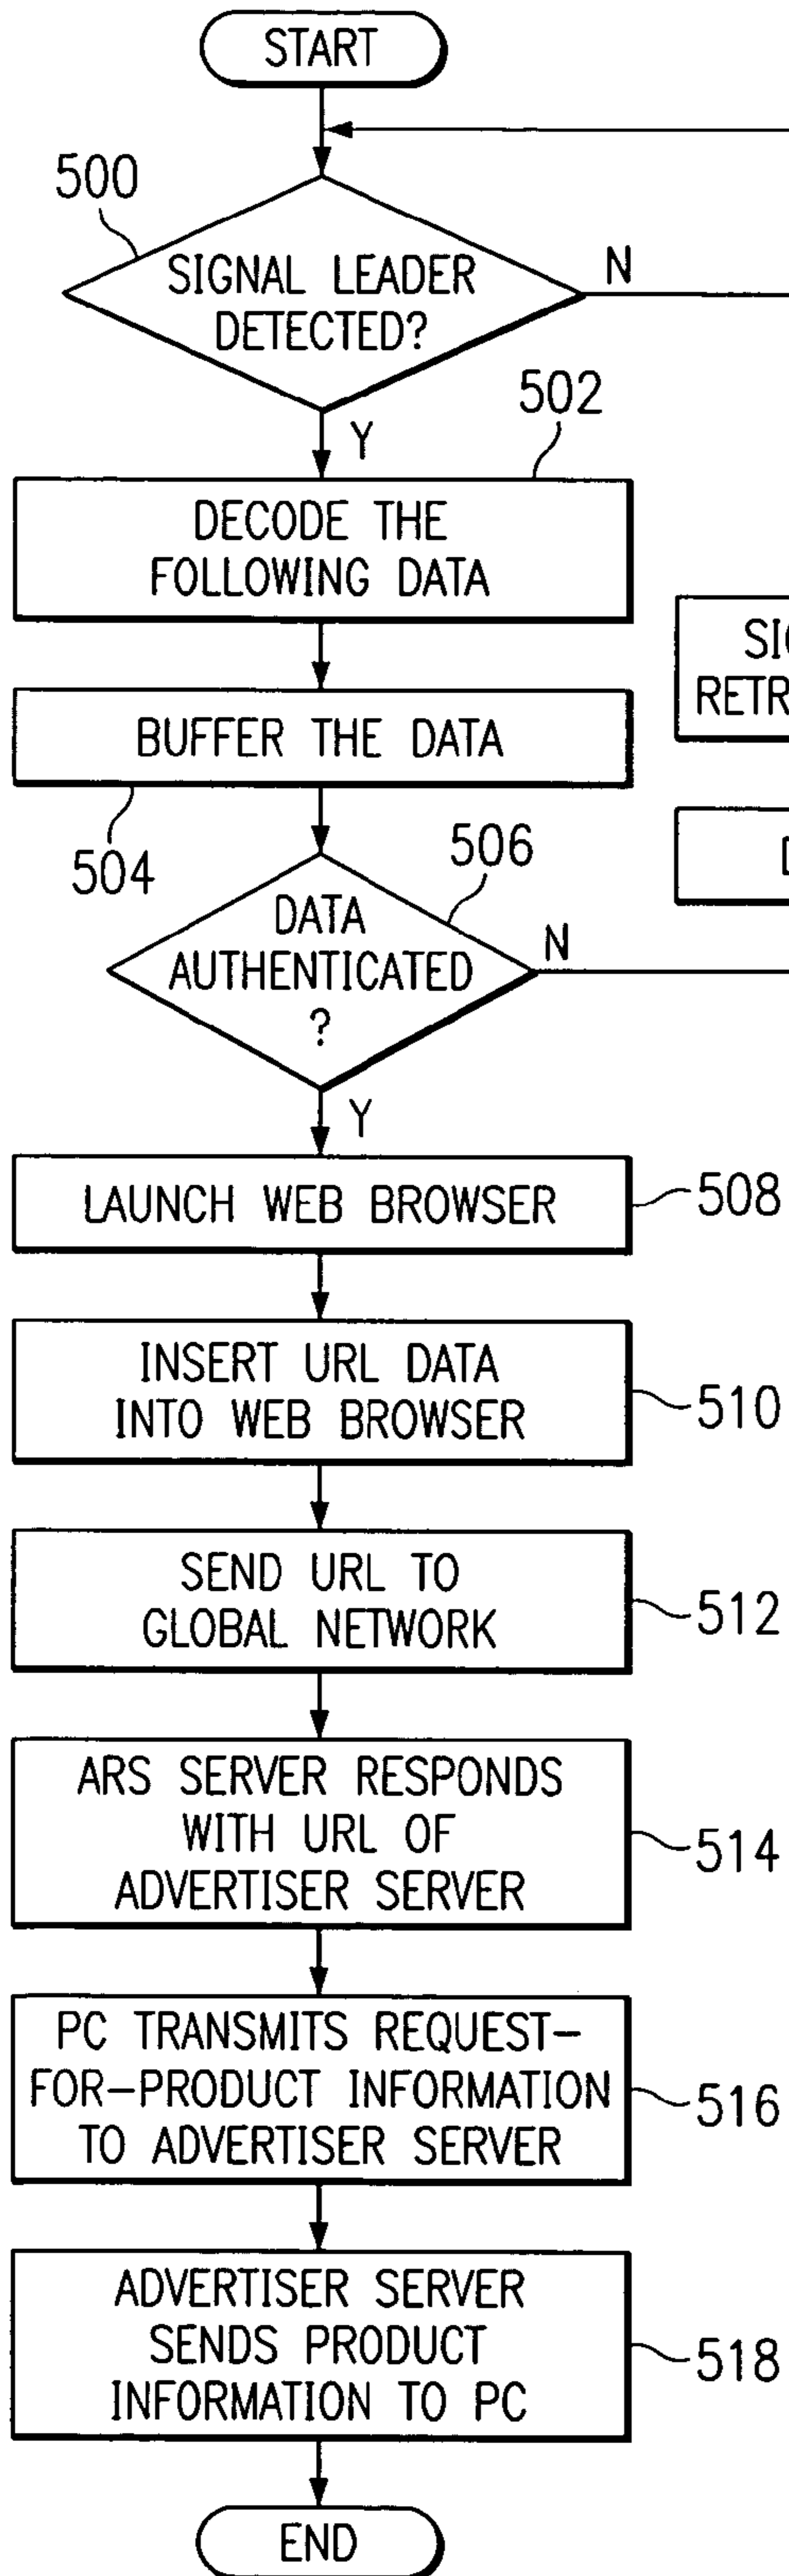 START
500
SIGNAL LEADER
DETECTED?
N
Y
502
DECODE THE
FOLLOWING DATA
BUFFER THE DATA
504
506
DATA
AUTHENTICATED
?
N
Y
LAUNCH WEB BROWSER
508
INSERT URL DATA
INTO WEB BROWSER
510
SEND URL TO
GLOBAL NETWORK
512
ARS SERVER RESPONDS
WITH URL OF
ADVERTISER SERVER
514
PC TRANSMITS REQUEST-
FOR-PRODUCT INFORMATION
TO ADVERTISER SERVER
516
ADVERTISER SERVER
SENDS PRODUCT
INFORMATION TO PC
518
END